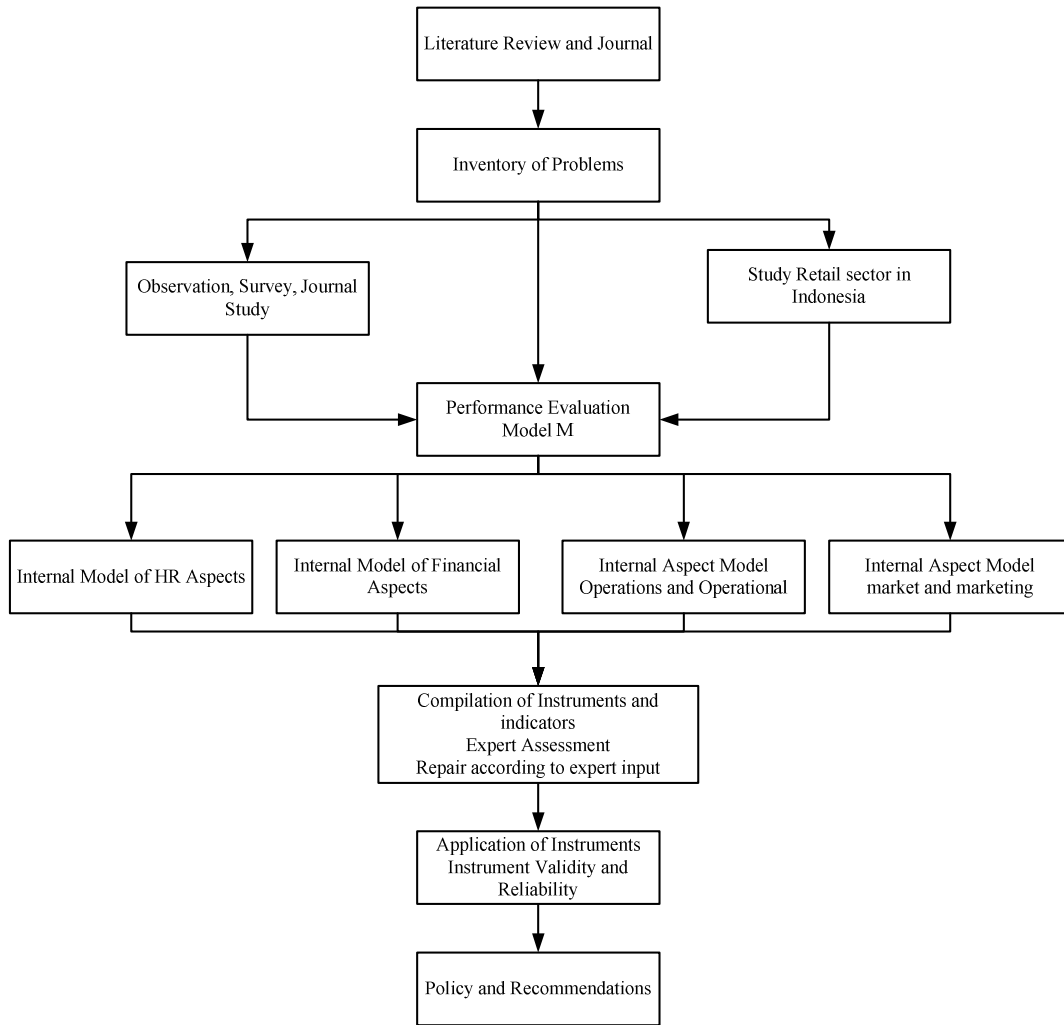 Literature Review and Journal
Inventory of Problems
Observation, Survey, Journal
Study
Study Retail sector in
Indonesia
Performance Evaluation
Model M
Internal Model of HR Aspects
Internal Model of Financial
Aspects
Internal Aspect Model
Operations and Operational
Internal Aspect Model
market and marketing
Compilation of Instruments and
indicators
Expert Assessment
Repair according to expert input
Application of Instruments
Instrument Validity and
Reliability
Policy and Recommendations